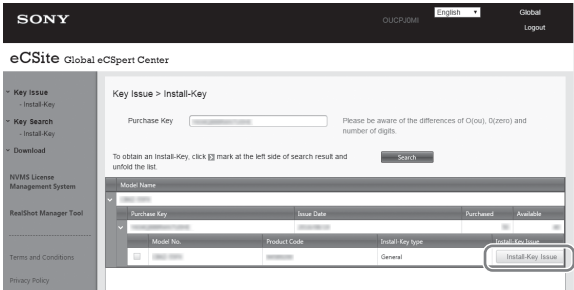 SONY
OUCPJ0MI
English
Global
Logout
eCSite Global eCSpert Center
Key Issue
- Install-Key
Key Search
- Install-Key
Download
NVMS License
Management System
RealShot Manager Tool
Terms and Conditions
Privacy Policy
Key Issue > Install-Key
Purchase Key
Please be aware of the differences of O(ou), 0(zero) and
number of digits.
To obtain an Install-Key, click mark at the left side of search result and
unfold the list.
Search
Model Name
Purchase Key Issue Date Purchased Available
Model No. Product Code Install-Key type Install-Key Issue
General Install-Key Issue